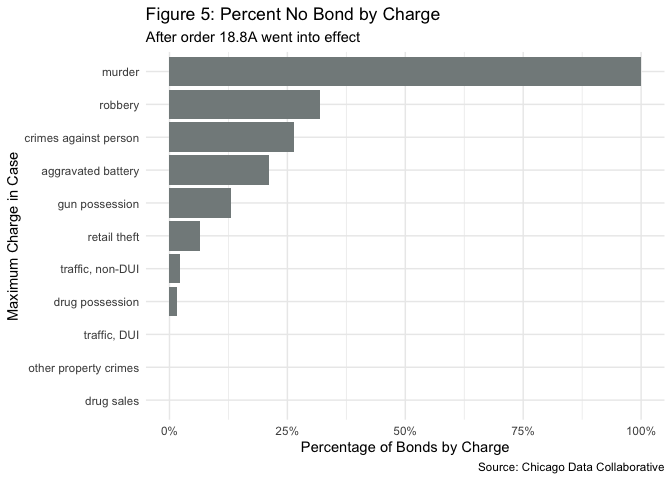 Figure 5: Percent No Bond by Charge
After order 18.8A went into effect
Maximum Charge in Case
murder
robbery
crimes against person
aggravated battery
gun possession
retail theft
traffic, non-DUI
drug possession
traffic, DUI
other property crimes
drug sales
0% 25% 50% 75% 100%
Percentage of Bonds by Charge
Source: Chicago Data Collaborative